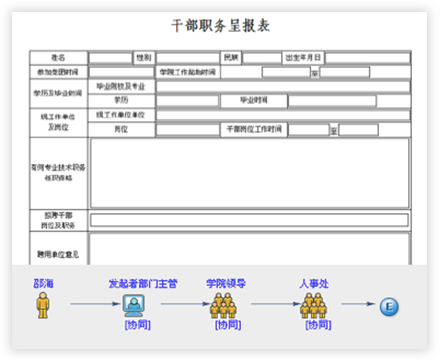 干部职务呈报表
姓名 性别 民族 出生年月日
参加党团时间 学院工作起始时间 至
学历及毕业时间 毕业院校及专业
学历 毕业时间
现工作单位及岗位 现工作单位单位
岗位 干部岗位工作时间 至
有何专业技术职务
任职资格
拟聘干部
岗位及职务
聘用单位意见
邵海 发起者部门主管 学院领导 人事处
[协同] [协同] [协同]
E